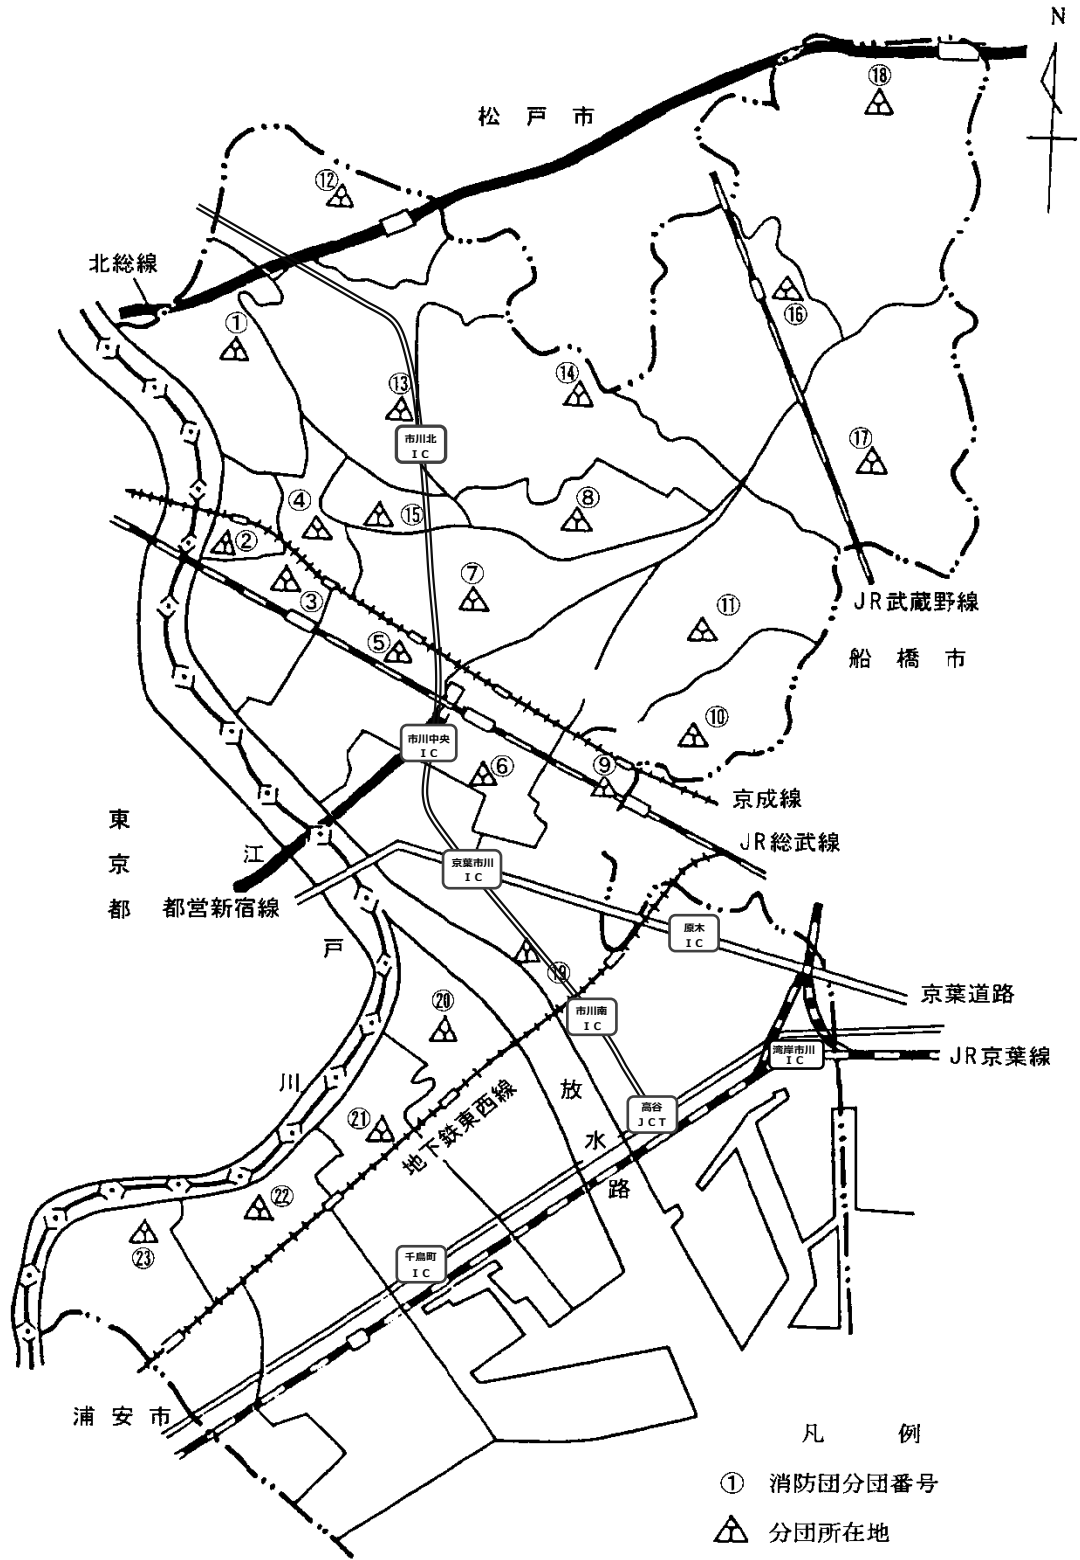 N
⑱
松戸市
⑫
北総線
①
⑯
⑭
⑬
市川北
IC
⑰
④
⑧
⑮
②
⑦
③
JR武蔵野線
⑪
⑤
船橋市
⑩
市川中央
IC
⑥
⑨
京成線
東京都
JR総武線
江戸川
京葉市川
IC
都営新宿線
原木
IC
⑲
京葉道路
⑳
市川南
IC
湾岸市川
IC
JR京葉線
放水路
高谷
JCT
地下鉄東西線
㉑
㉒
㉓
千鳥町
IC
浦安市
凡例
① 消防団分団番号
分団所在地